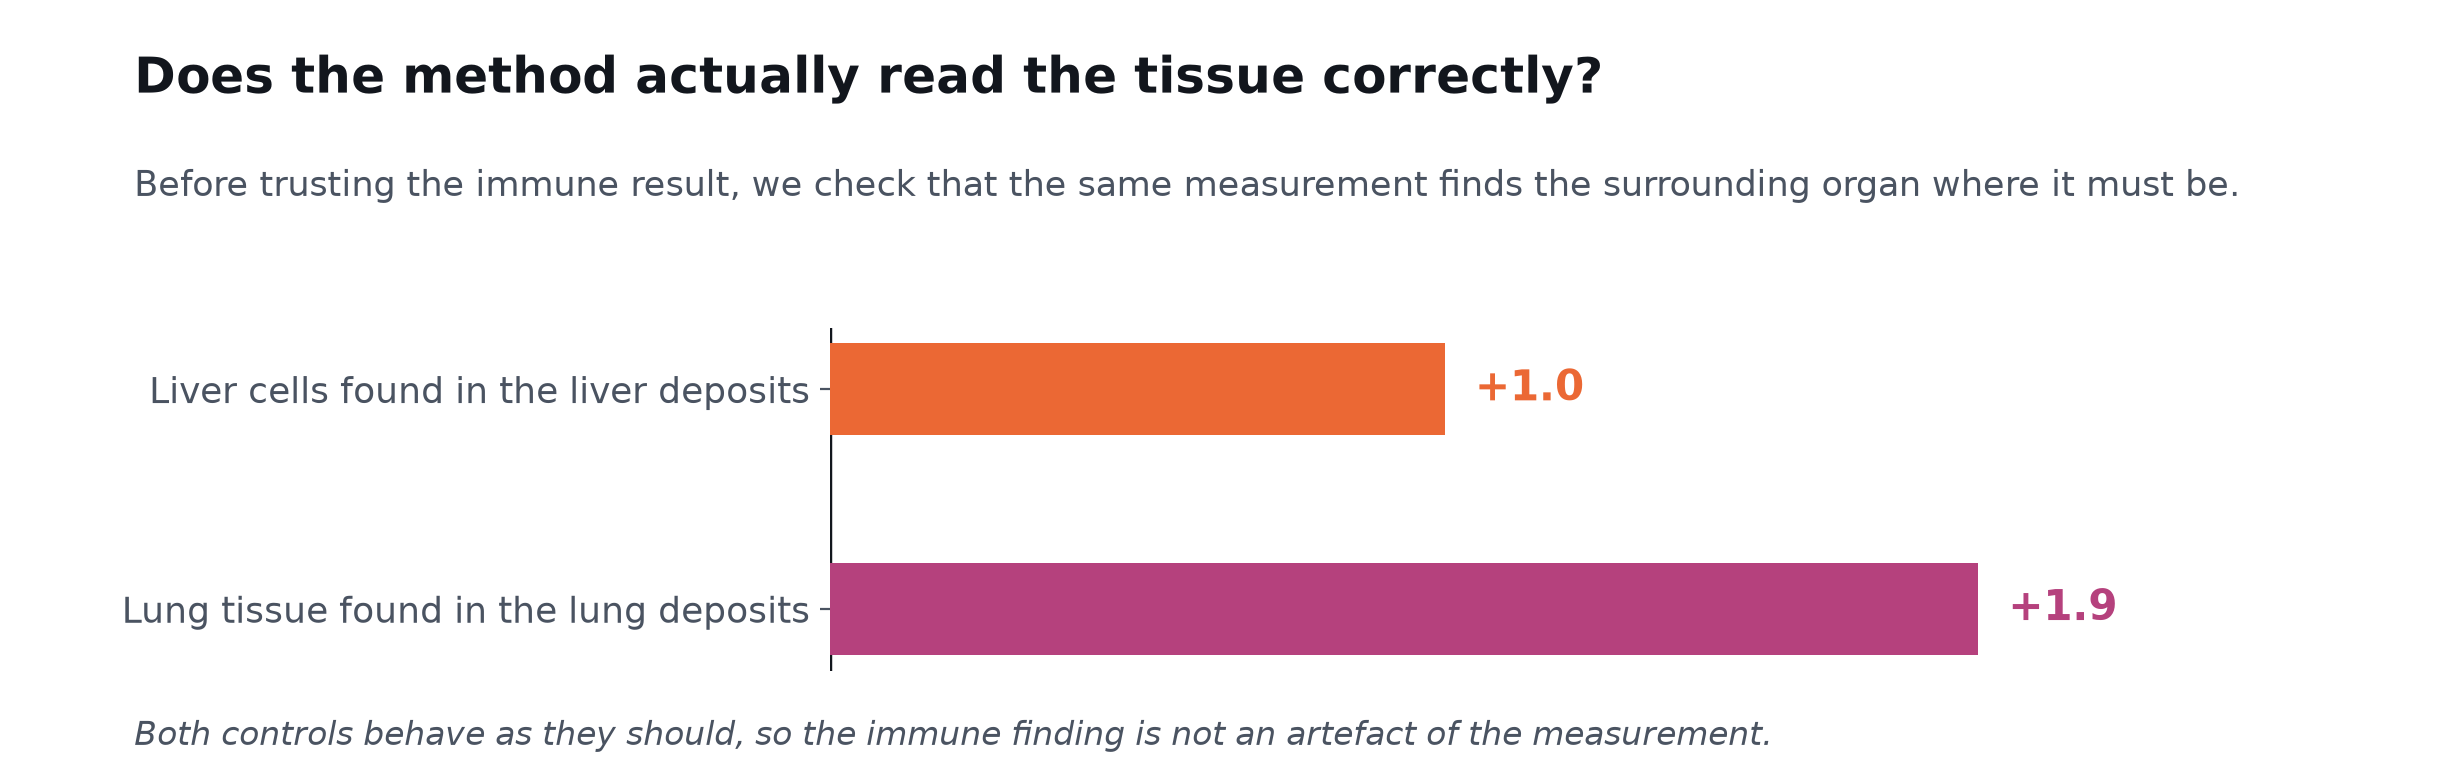 Does the method actually read the tissue correctly?
Before trusting the immune result, we check that the same measurement finds the surrounding organ where it must be.
Liver cells found in the liver deposits
+1.0
Lung tissue found in the lung deposits
+1.9
Both controls behave as they should, so the immune finding is not an artefact of the measurement.